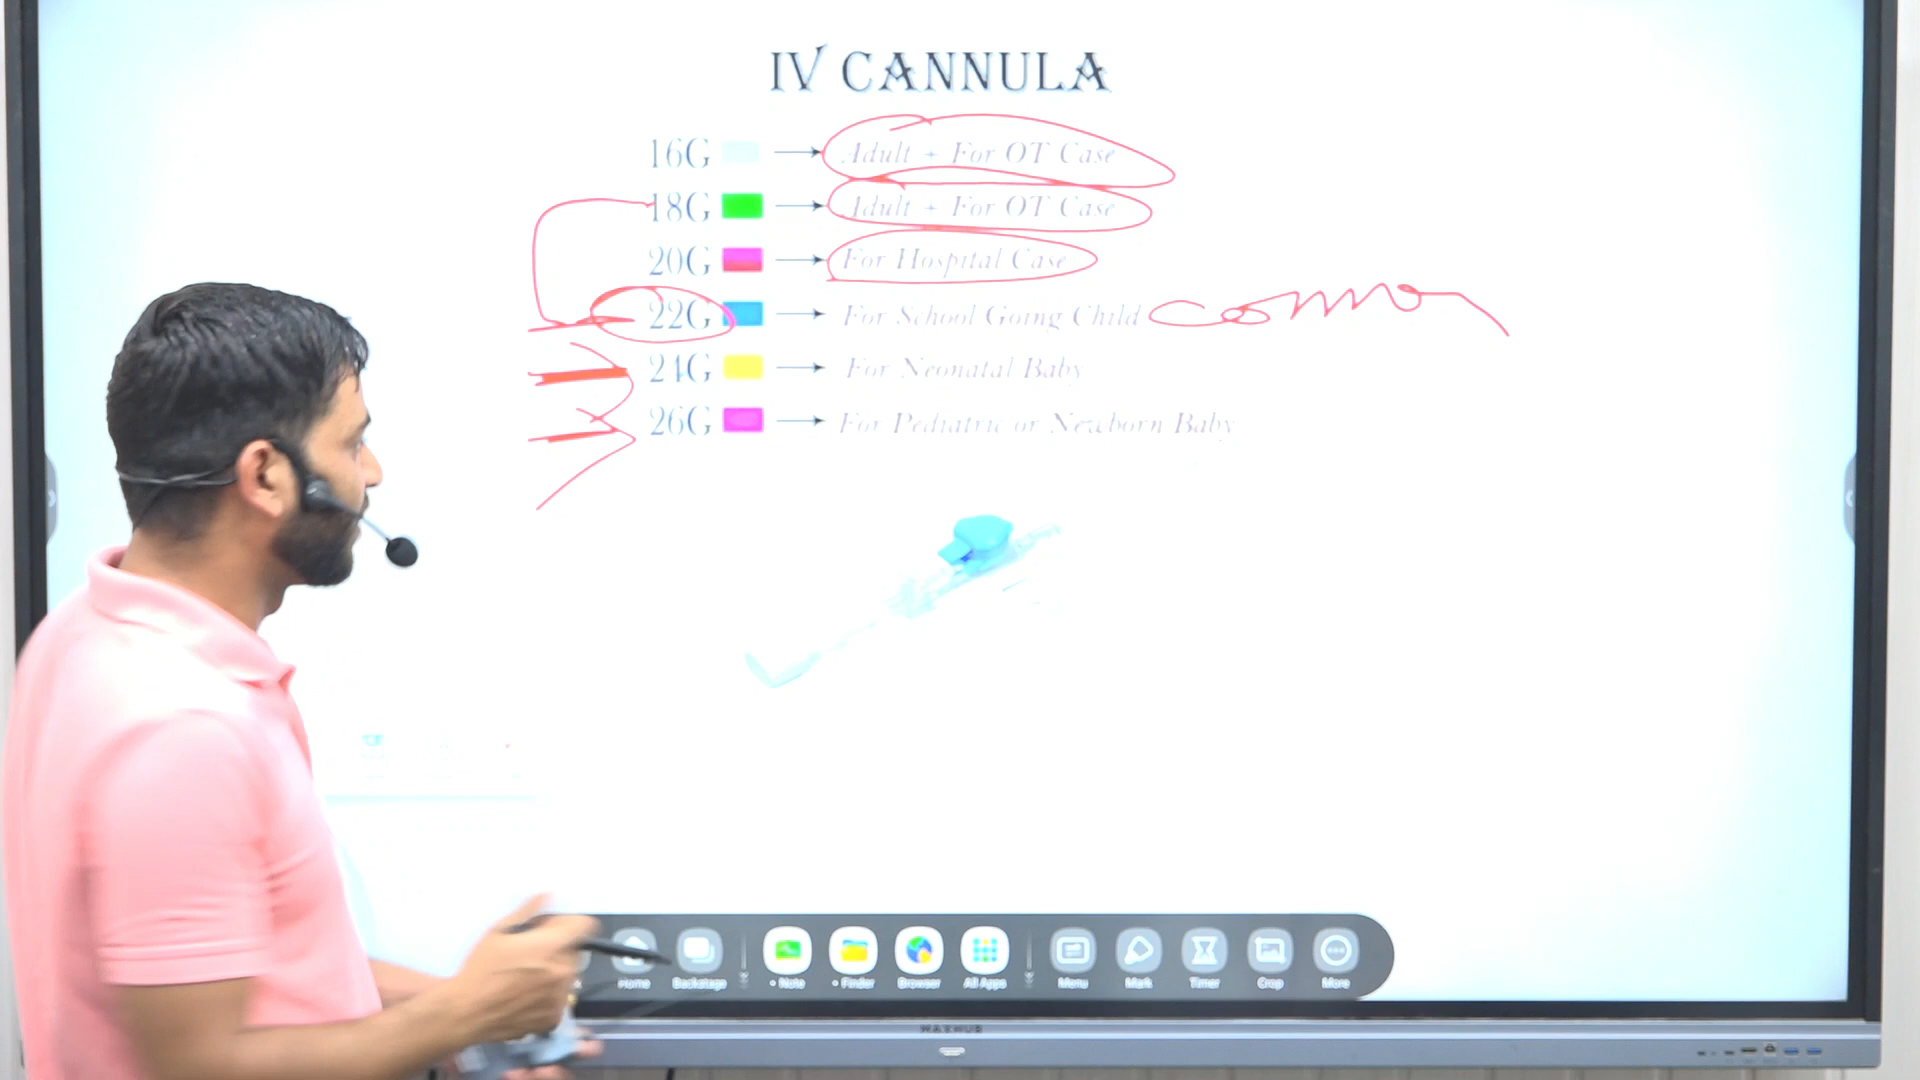 IV CANNULA
16G → Adult + For OT Case
18G → Adult + For OT Case
20G → For Hospital Case
22G → For School Going Child common
24G → For Neonatal Baby
26G → For Pediatric or Newborn Baby
Home Backstage • Note • Finder Browser All Apps Menu Mark Timer Crop More
MAXHUB